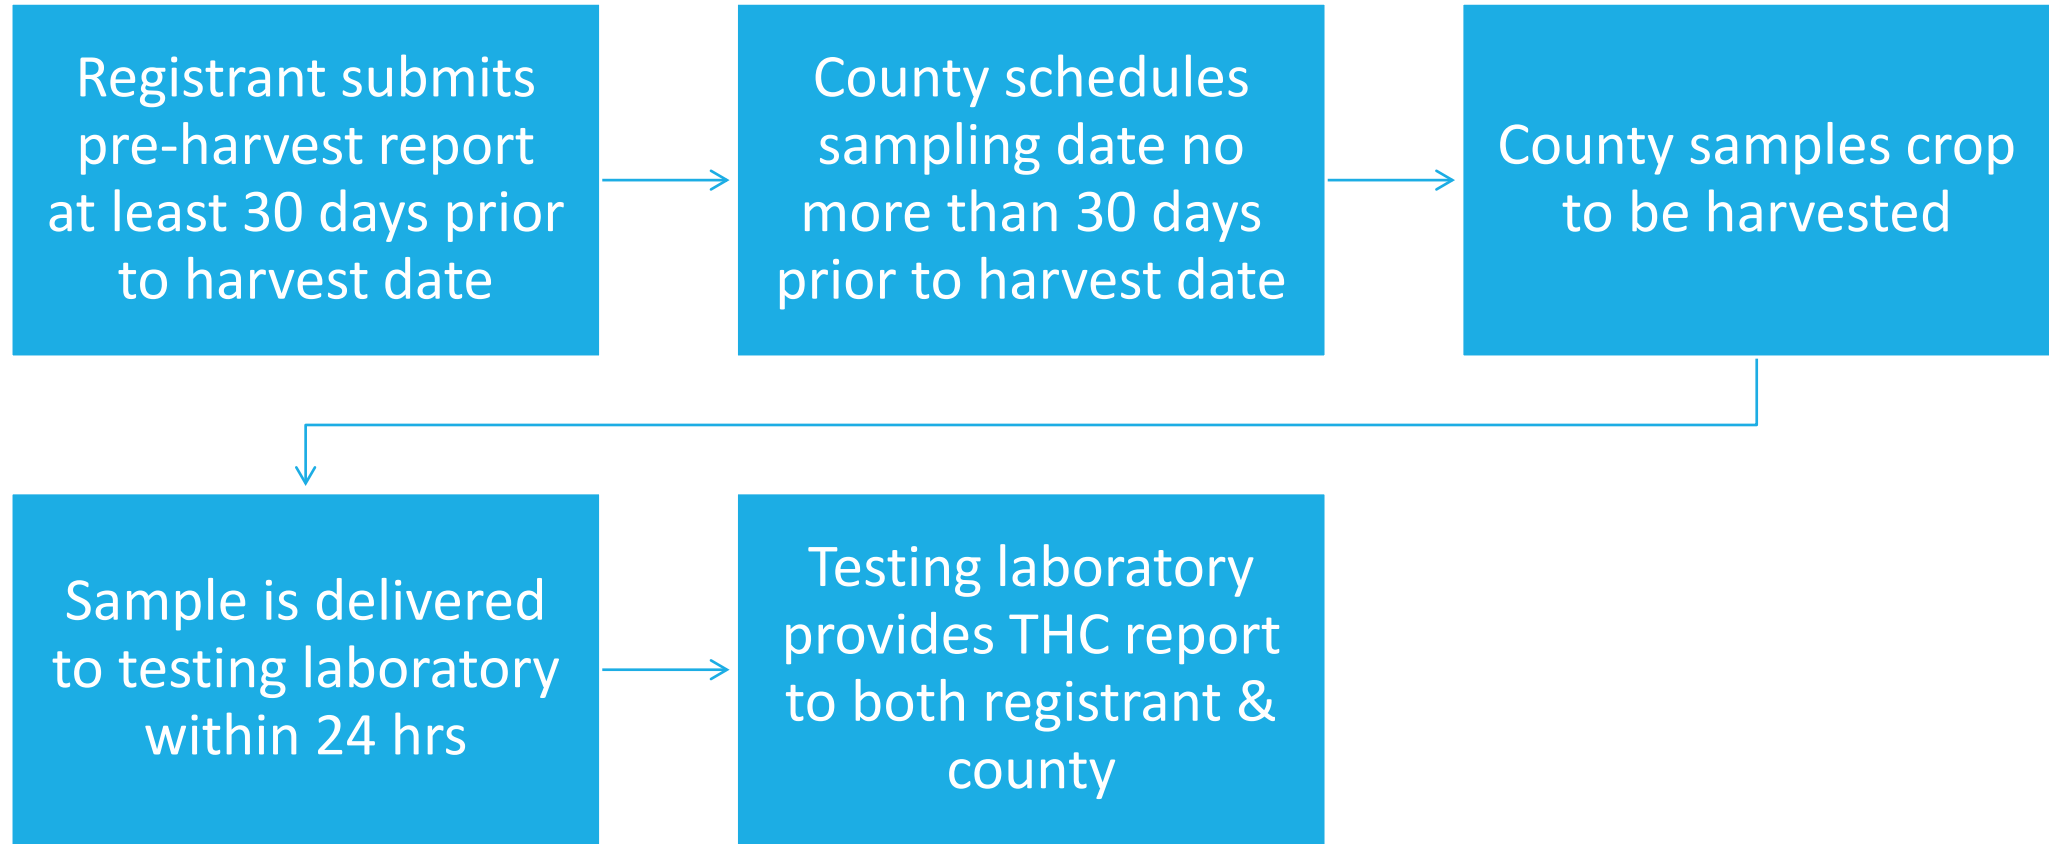 Registrant submits
pre-harvest report
at least 30 days prior
to harvest date
County schedules
sampling date no
more than 30 days
prior to harvest date
County samples crop
to be harvested
Sample is delivered
to testing laboratory
within 24 hrs
Testing laboratory
provides THC report
to both registrant &
county